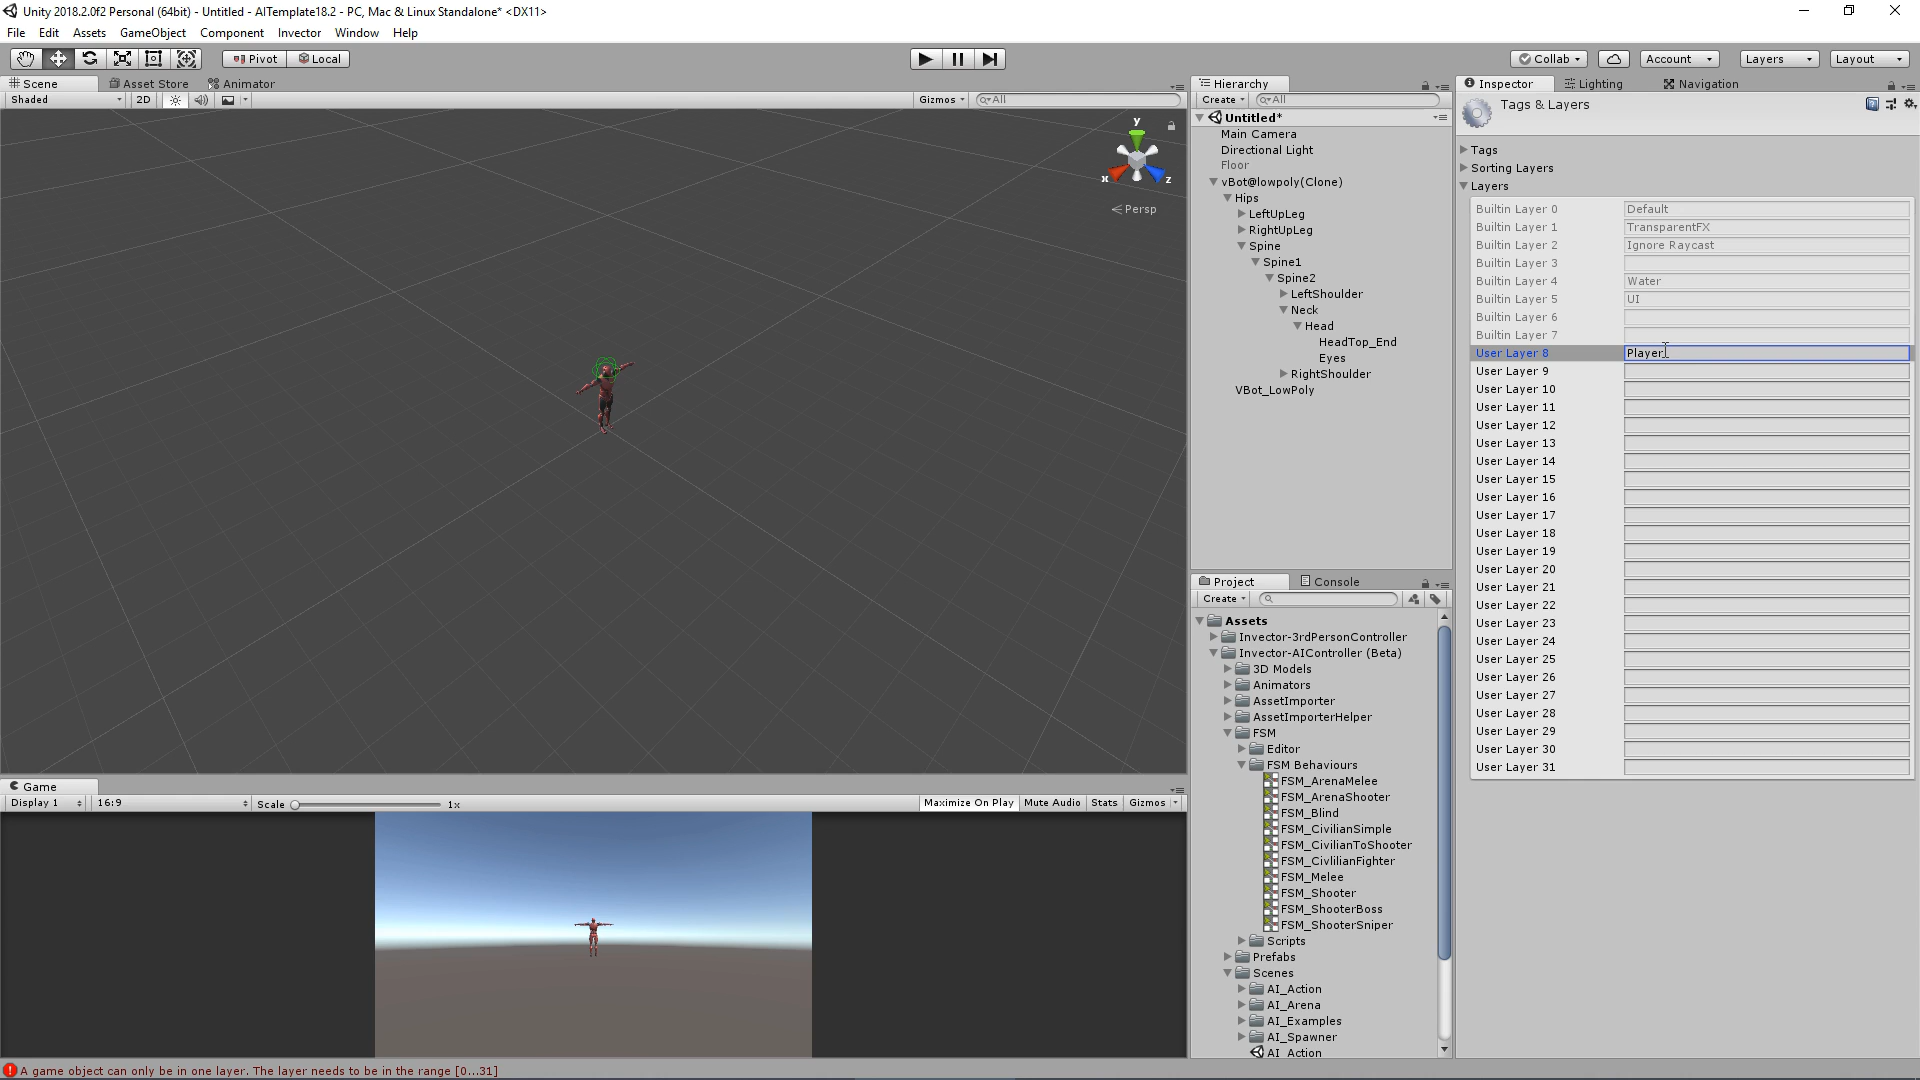 Unity 2018.2.0f2 Personal (64bit) - Untitled - AITemplate18.2 - PC, Mac & Linux Standalone* <DX11>
File Edit Assets GameObject Component Invector Window Help
Pivot Local Collab Account Layers Layout
Scene Asset Store Animator
Shaded 2D Gizmos All
y
x z
Persp
Game
Display 1 16:9 Scale 1x Maximize On Play Mute Audio Stats Gizmos
Hierarchy
Create All
Untitled*
Main Camera
Directional Light
Floor
vBot@lowpoly(Clone)
Hips
LeftUpLeg
RightUpLeg
Spine
Spine1
Spine2
LeftShoulder
Neck
Head
HeadTop_End
Eyes
RightShoulder
VBot_LowPoly
Project Console
Create
Assets
Invector-3rdPersonController
Invector-AIController (Beta)
3D Models
Animators
AssetImporter
AssetImporterHelper
FSM
Editor
FSM Behaviours
FSM_ArenaMelee
FSM_ArenaShooter
FSM_Blind
FSM_CivilianSimple
FSM_CivilianToShooter
FSM_CivlilianFighter
FSM_Melee
FSM_Shooter
FSM_ShooterBoss
FSM_ShooterSniper
Scripts
Prefabs
Scenes
AI_Action
AI_Arena
AI_Examples
AI_Spawner
AI_Action
Inspector Lighting Navigation
Tags & Layers
Tags
Sorting Layers
Layers
Builtin Layer 0 Default
Builtin Layer 1 TransparentFX
Builtin Layer 2 Ignore Raycast
Builtin Layer 3
Builtin Layer 4 Water
Builtin Layer 5 UI
Builtin Layer 6
Builtin Layer 7
User Layer 8 Player
User Layer 9
User Layer 10
User Layer 11
User Layer 12
User Layer 13
User Layer 14
User Layer 15
User Layer 16
User Layer 17
User Layer 18
User Layer 19
User Layer 20
User Layer 21
User Layer 22
User Layer 23
User Layer 24
User Layer 25
User Layer 26
User Layer 27
User Layer 28
User Layer 29
User Layer 30
User Layer 31
A game object can only be in one layer. The layer needs to be in the range [0...31]